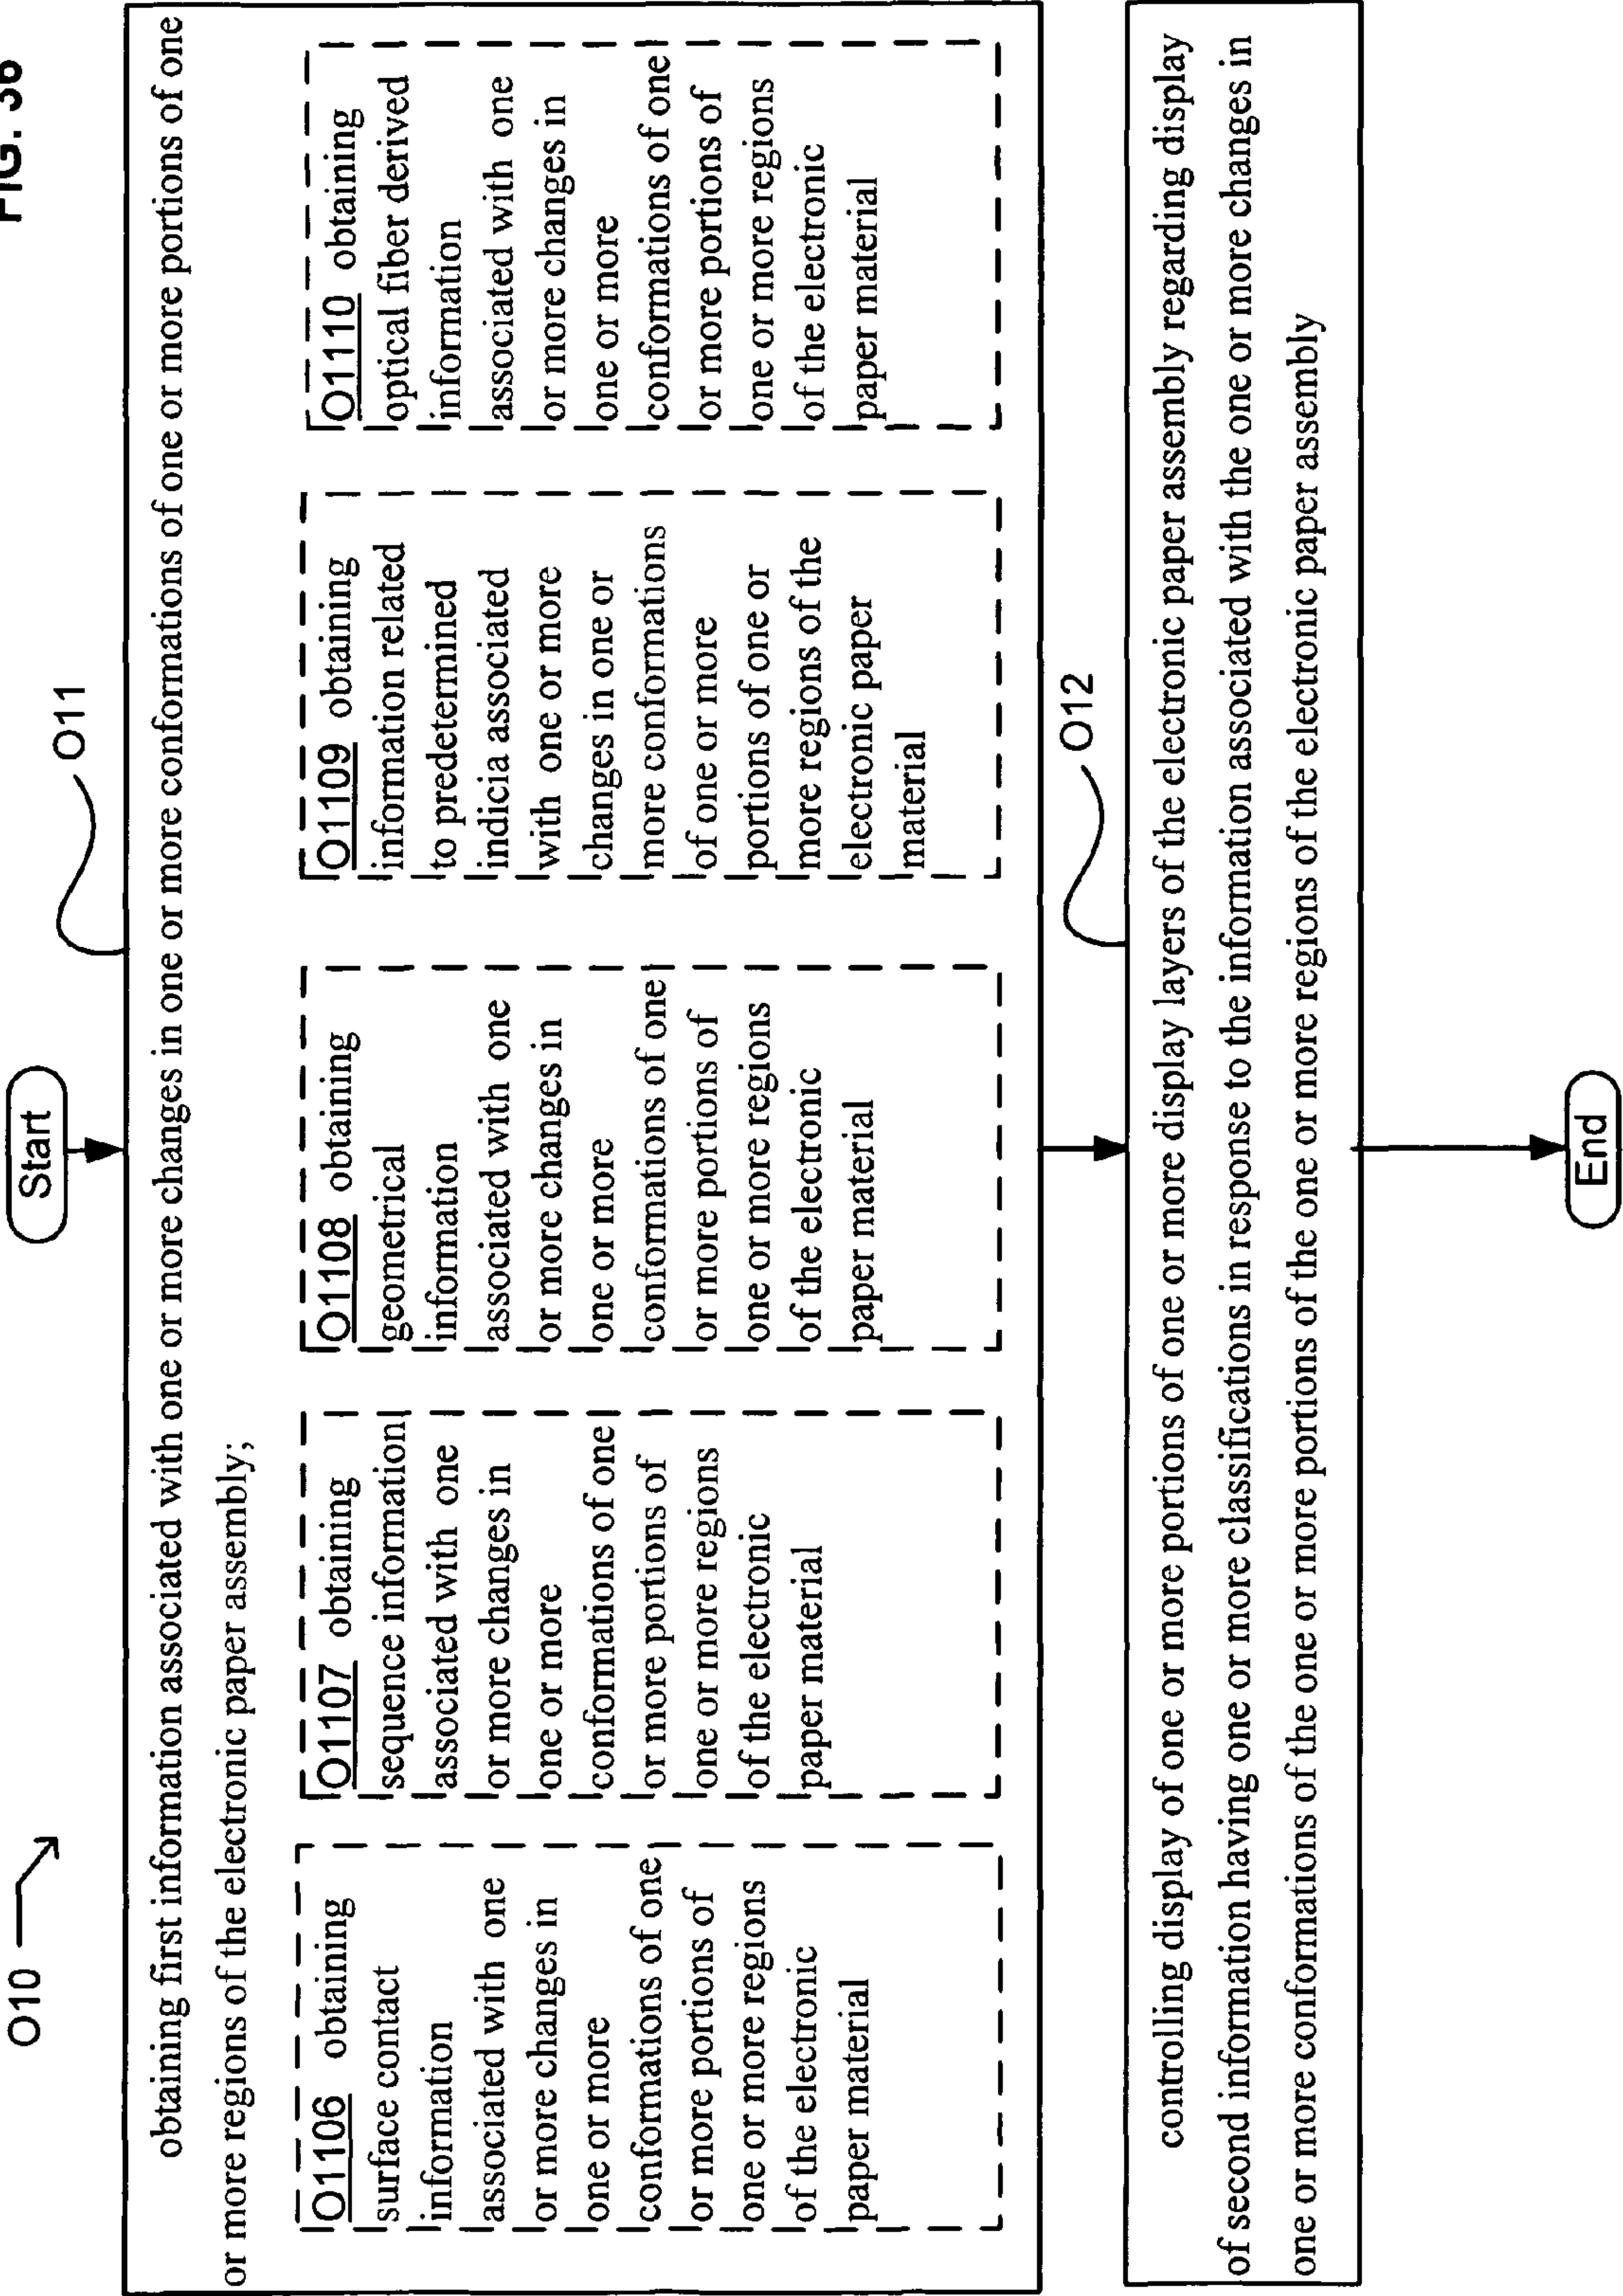 FIG.
O10
Start
O11
obtaining first information associated with one or more changes in one or more conformations of one or more portions of one
or more regions of the electronic paper assembly;
O1106 obtaining
surface contact
information
associated with one
or more changes in
one or more
conformations of one
or more portions of
one or more regions
of the electronic
paper material
O1107 obtaining
sequence information
associated with one
or more changes in
one or more
conformations of one
or more portions of
one or more regions
of the electronic
paper material
O1108 obtaining
geometrical
information
associated with one
or more changes in
one or more
conformations of one
or more portions of
one or more regions
of the electronic
paper material
O1109 obtaining
information related
to predetermined
indicia associated
with one or more
changes in one or
more conformations
of one or more
portions of one or
more regions of the
electronic paper
material
O1110 obtaining
optical fiber derived
information
associated with one
or more changes in
one or more
conformations of one
or more portions of
one or more regions
of the electronic
paper material
O12
controlling display of one or more portions of one or more display layers of the electronic paper assembly regarding display
of second information having one or more classifications in response to the information associated with the one or more changes in
one or more conformations of the one or more portions of the one or more regions of the electronic paper assembly
End